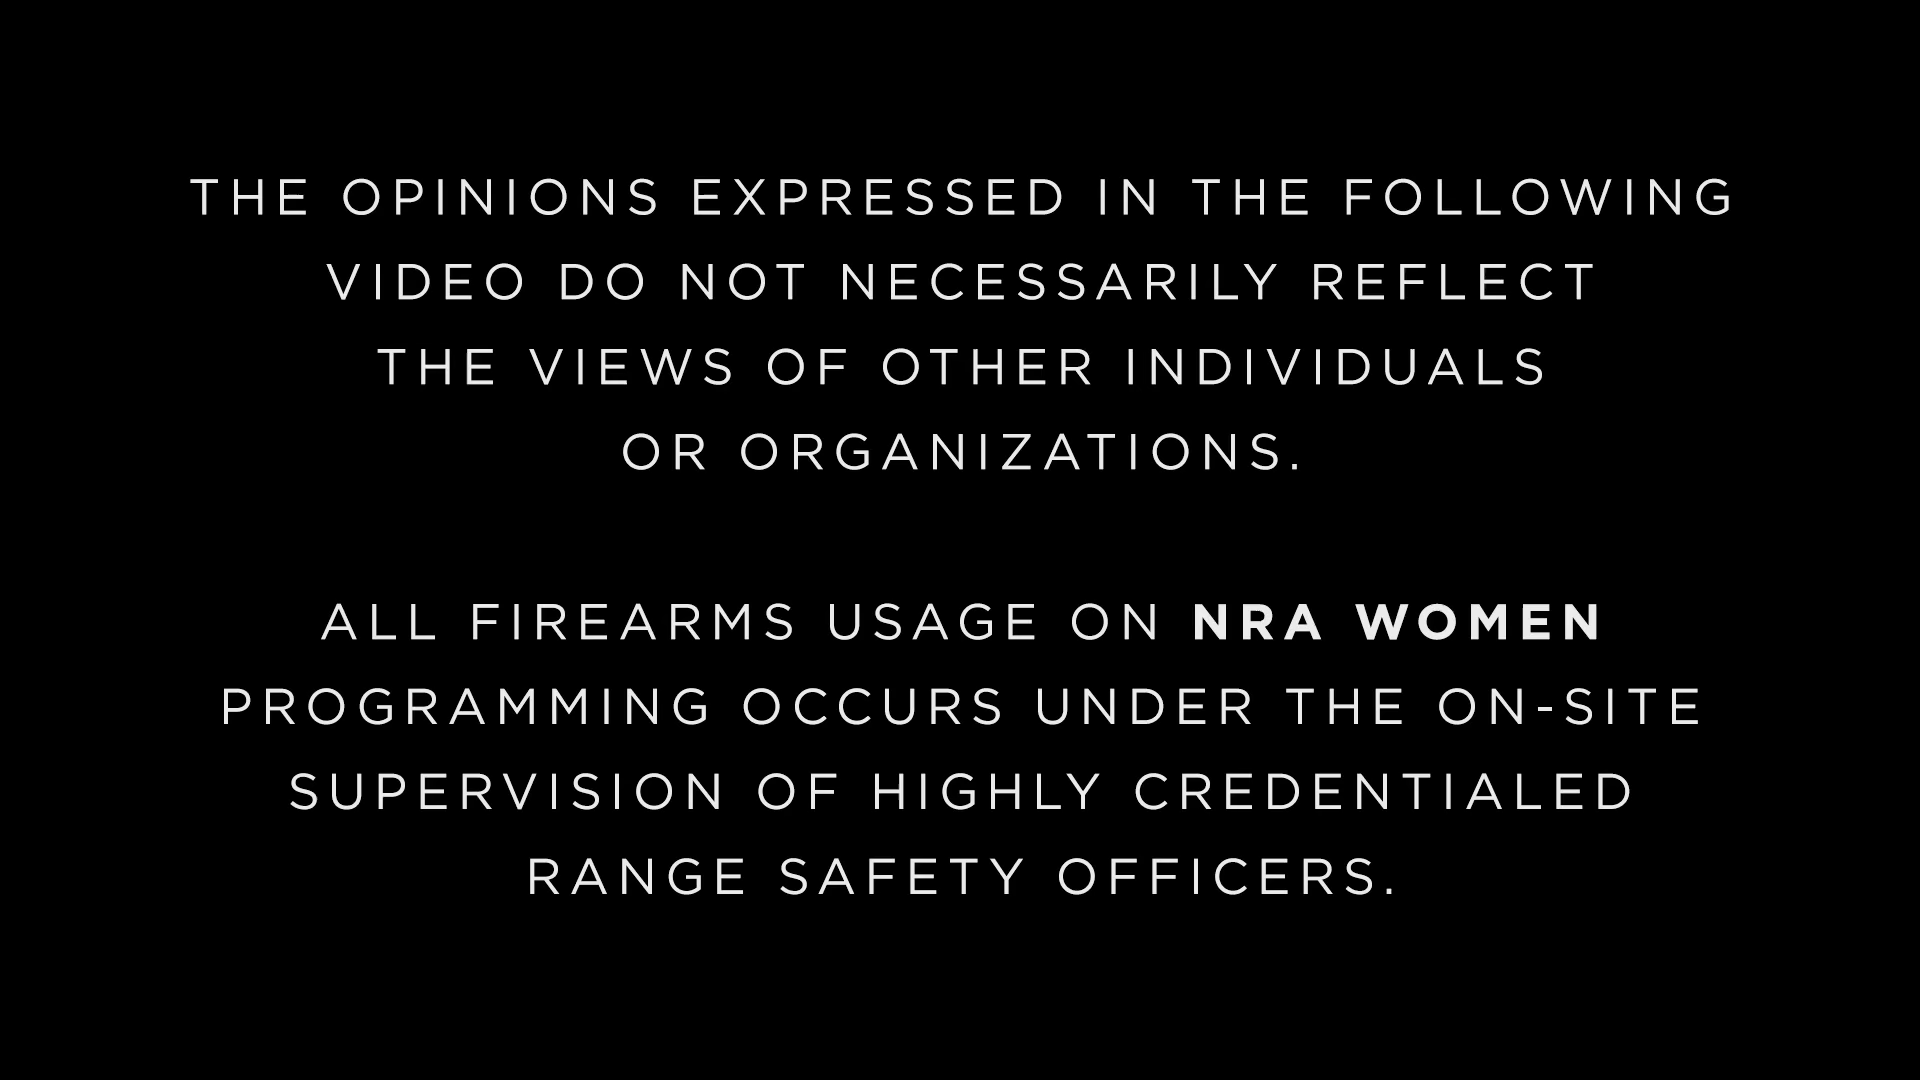 THE OPINIONS EXPRESSED IN THE FOLLOWING
VIDEO DO NOT NECESSARILY REFLECT
THE VIEWS OF OTHER INDIVIDUALS
OR ORGANIZATIONS.
ALL FIREARMS USAGE ON NRA WOMEN
PROGRAMMING OCCURS UNDER THE ON-SITE
SUPERVISION OF HIGHLY CREDENTIALED
RANGE SAFETY OFFICERS.